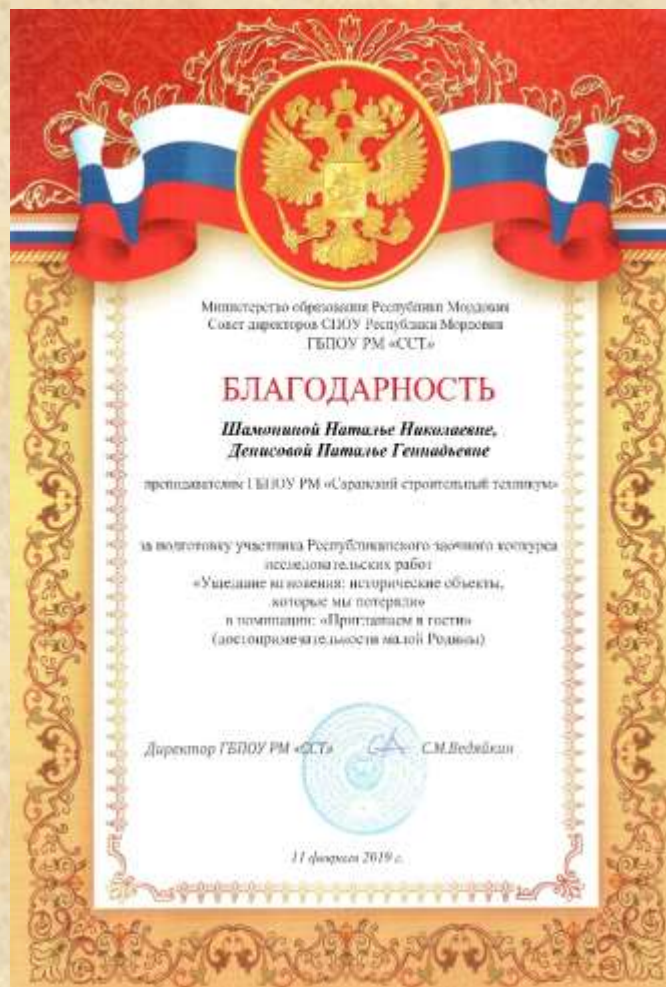 Министерство образования Республики Мордовия
Совет директоров СПОУ Республики Мордовия
ГБПОУ РМ «ССТ»
БЛАГОДАРНОСТЬ
Шамониной Наталье Николаевне,
Денисовой Наталье Геннадьевне
преподавателям ГБПОУ РМ «Саранский строительный техникум»
за подготовку участника Республиканского заочного конкурса
исследовательских работ
«Ушедшие мгновения: исторические объекты,
которые мы потеряли»
в номинации: «Приглашаем в гости»
(достопримечательности малой Родины)
Директор ГБПОУ РМ «ССТ» С.М.Ведяйкин
11 февраля 2019 г.